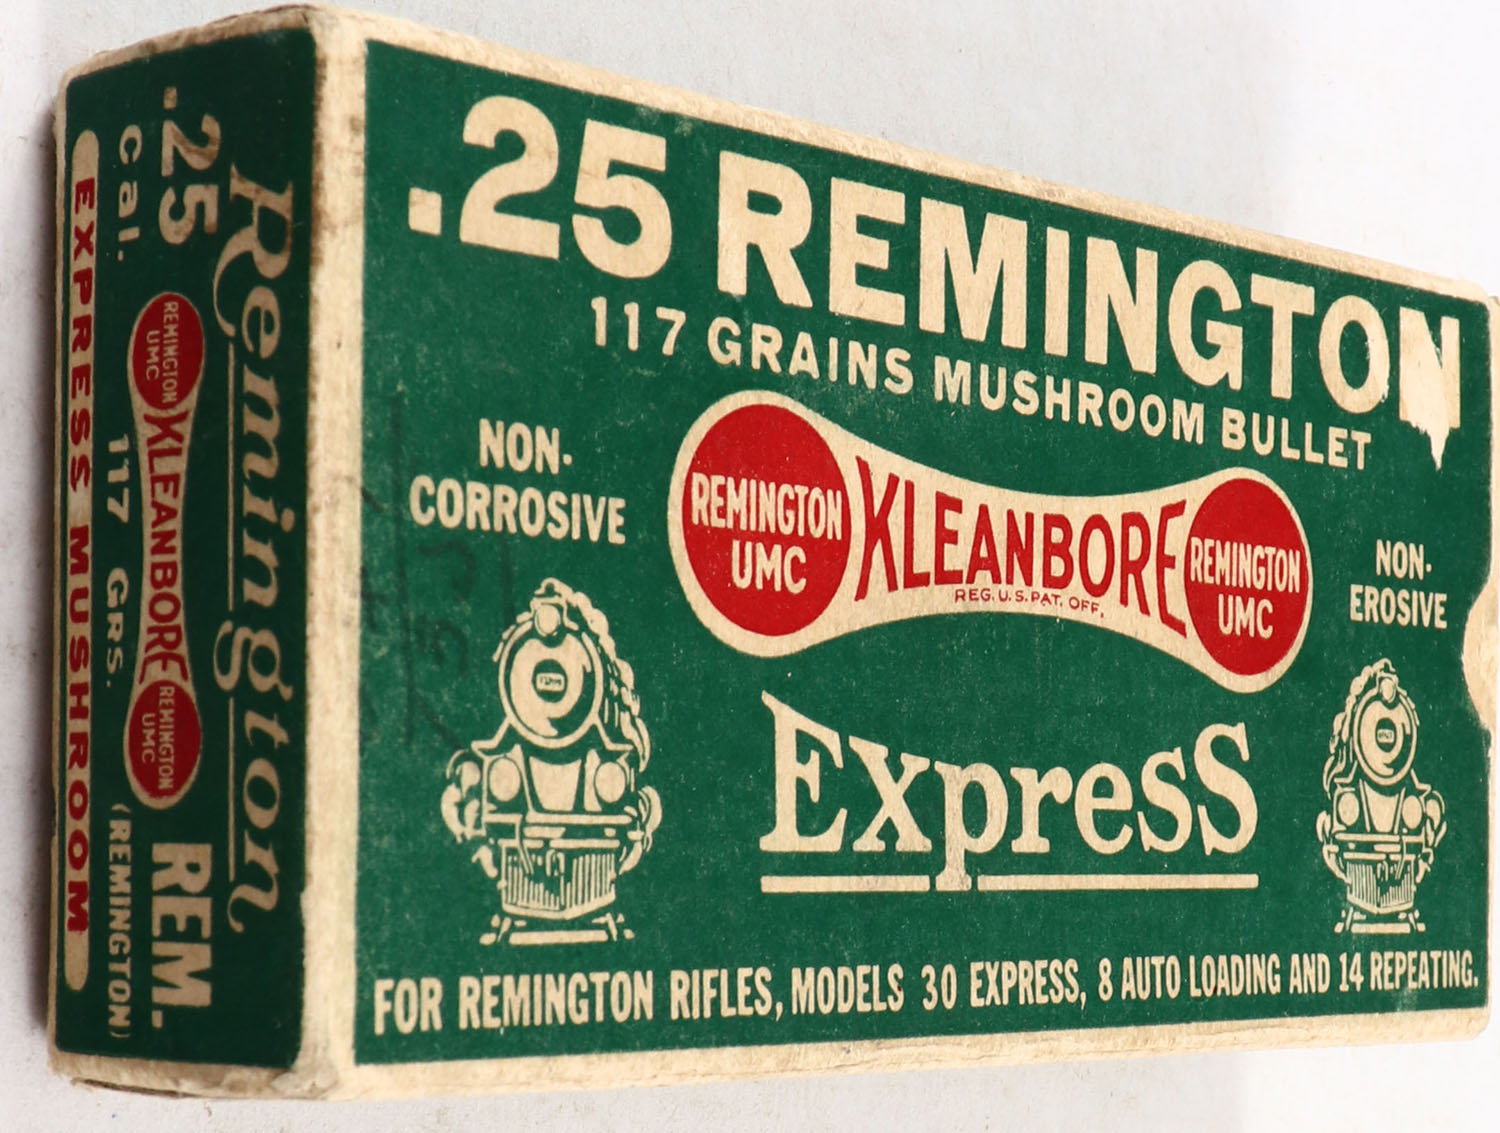 .25 REMINGTON
117 GRAINS MUSHROOM BULLET
NON-
CORROSIVE
REMINGTON
UMC
KLEANBORE
REG. U.S. PAT. OFF.
REMINGTON
UMC
NON-
EROSIVE
Express
FOR REMINGTON RIFLES, MODELS 30 EXPRESS, 8 AUTO LOADING AND 14 REPEATING.
Remington
.25 REM.
cal.
(REMINGTON)
REMINGTON
UMC
KLEANBORE
REMINGTON
UMC
117 GRS.
EXPRESS MUSHROOM